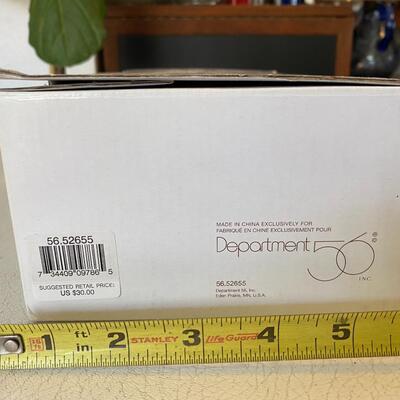 56.52655
7 34409 09786 5
SUGGESTED RETAIL PRICE:
US $30.00
MADE IN CHINA EXCLUSIVELY FOR
FABRIQUÉ EN CHINE EXCLUSIVEMENT POUR
Department 56 ®
INC.
56.52655
Department 56, Inc.
Eden Prairie, MN, U.S.A.
1 ft in 2 STANLEY 3 LifeGuard 4 5